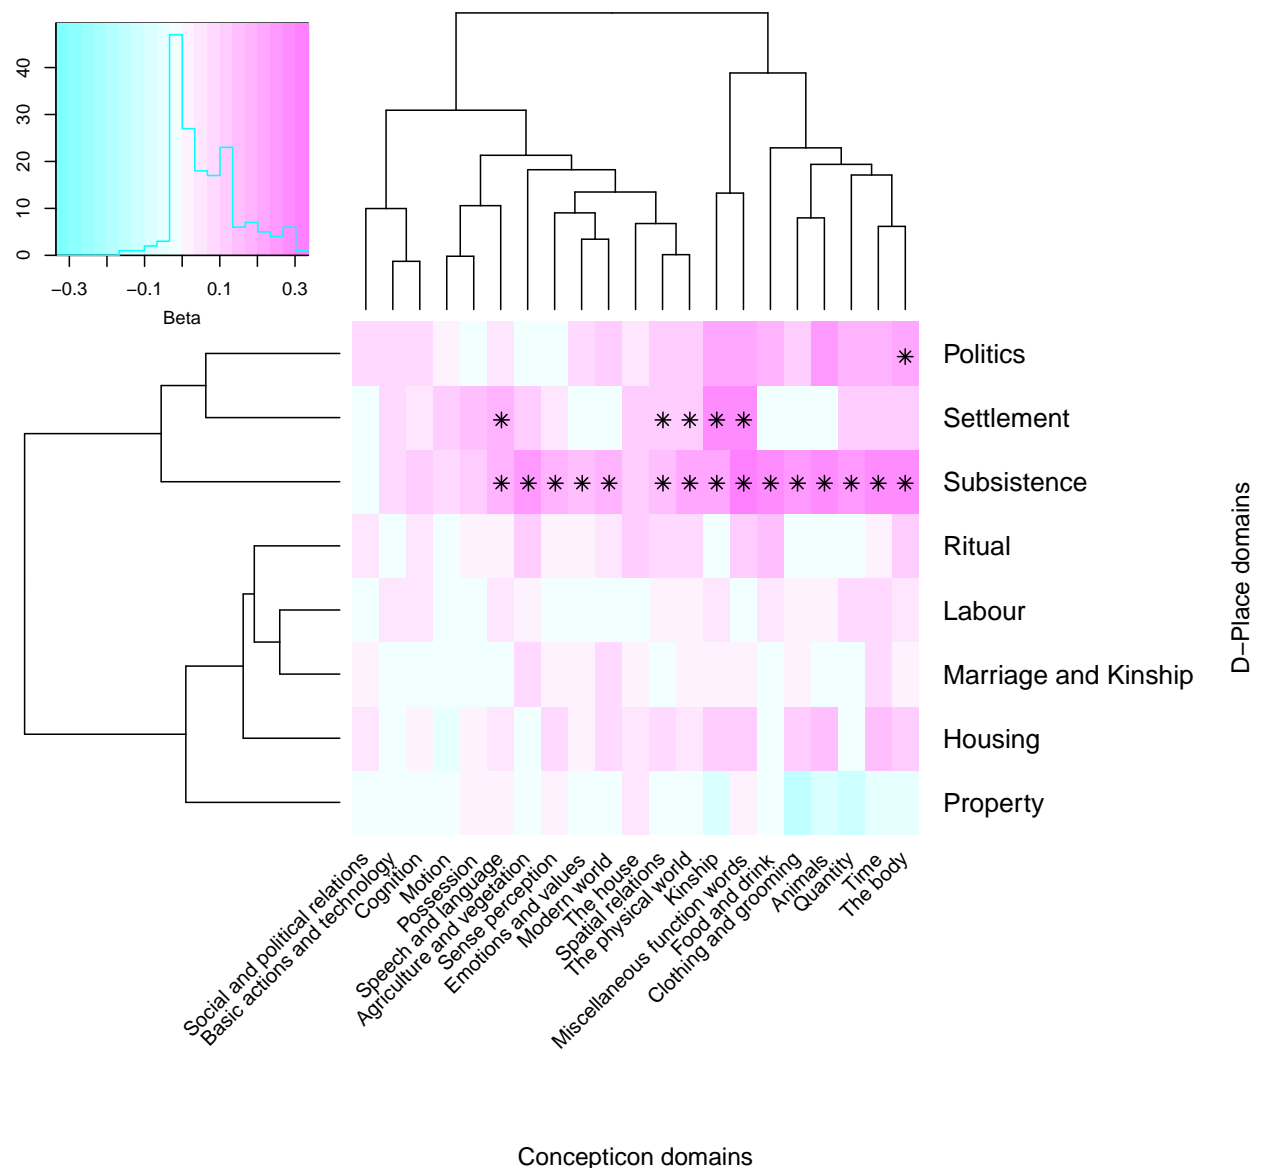 40
30
20
10
0
−0.3 −0.1 0.1 0.3
Beta
Politics
Settlement
Subsistence
Ritual
Labour
Marriage and Kinship
Housing
Property
D−Place domains
Social and political relations
Basic actions and technology
Cognition
Motion
Possession
Speech and language
Agriculture and vegetation
Sense perception
Emotions and values
Modern world
The house
Spatial relations
The physical world
Kinship
Miscellaneous function words
Food and drink
Clothing and grooming
Animals
Quantity
Time
The body
Concepticon domains